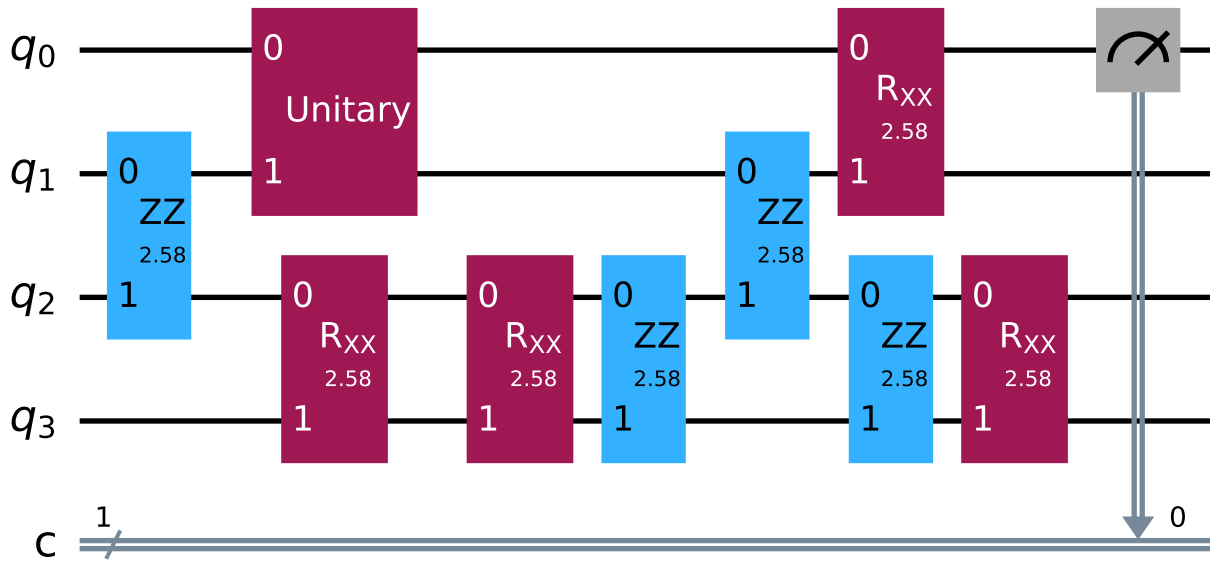 q0 0 0
Unitary RXX
2.58
q1 0 1 0 1
ZZ ZZ
2.58 2.58
q2 1 0 0 0 1 0 0
RXX RXX ZZ ZZ RXX
2.58 2.58 2.58 2.58 2.58
q3 1 1 1 1 1
1 0
c